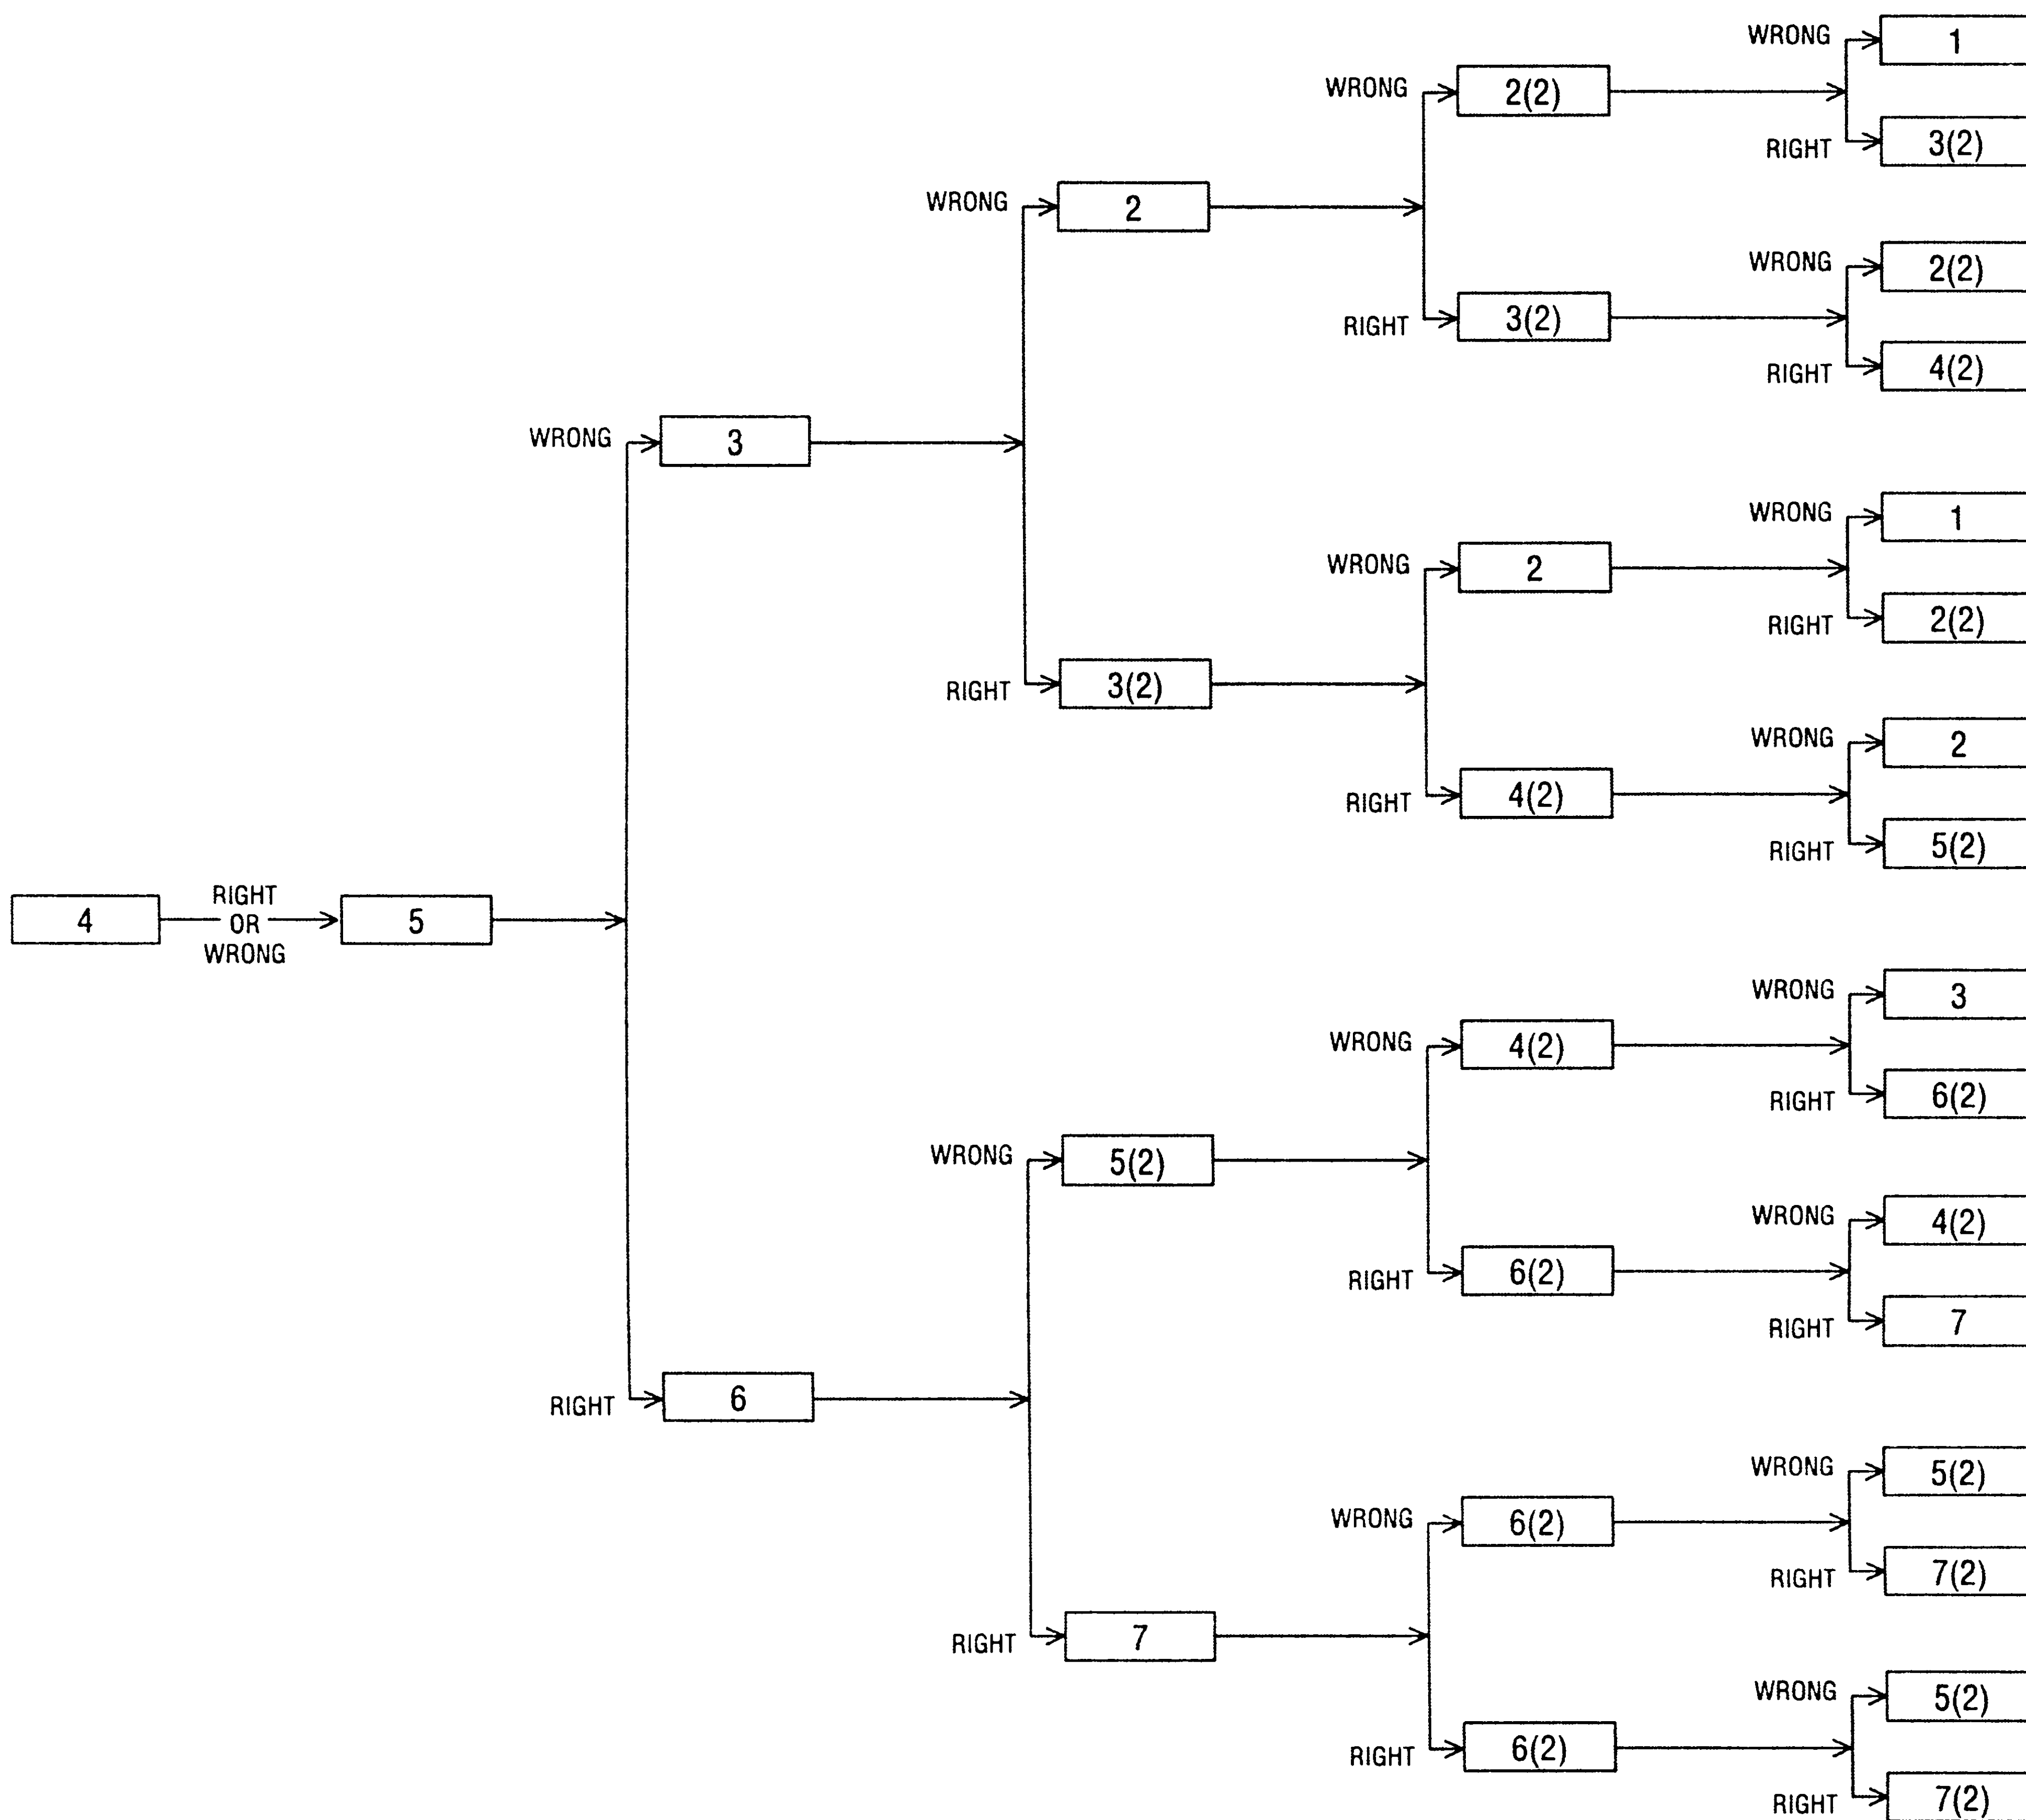 WRONG
1
WRONG
2(2)
RIGHT
3(2)
WRONG
2
WRONG
2(2)
RIGHT
3(2)
RIGHT
4(2)
WRONG
3
WRONG
1
WRONG
2
RIGHT
2(2)
RIGHT
3(2)
WRONG
2
RIGHT
4(2)
RIGHT
5(2)
4
RIGHT
OR
WRONG
5
WRONG
3
WRONG
4(2)
RIGHT
6(2)
WRONG
5(2)
WRONG
4(2)
RIGHT
6(2)
RIGHT
7
RIGHT
6
WRONG
5(2)
WRONG
6(2)
RIGHT
7(2)
RIGHT
7
WRONG
5(2)
RIGHT
6(2)
RIGHT
7(2)